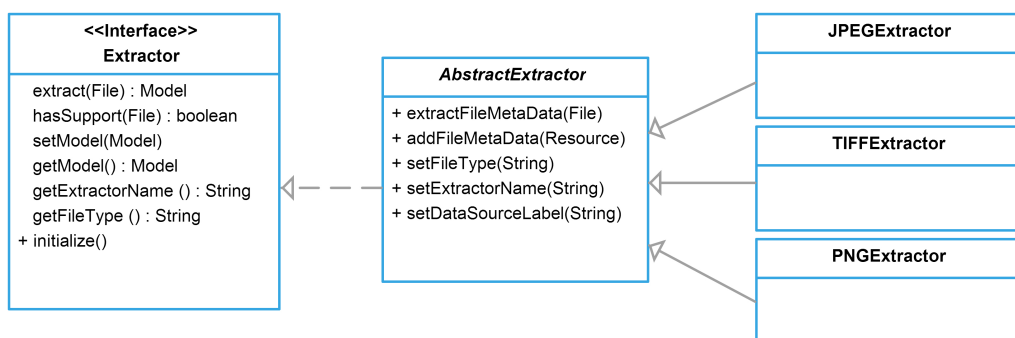 <<Interface>>
Extractor
extract(File) : Model
hasSupport(File) : boolean
setModel(Model)
getModel() : Model
getExtractorName () : String
getFileType () : String
+ initialize()
AbstractExtractor
+ extractFileMetaData(File)
+ addFileMetaData(Resource)
+ setFileType(String)
+ setExtractorName(String)
+ setDataSourceLabel(String)
JPEGExtractor
TIFFExtractor
PNGExtractor